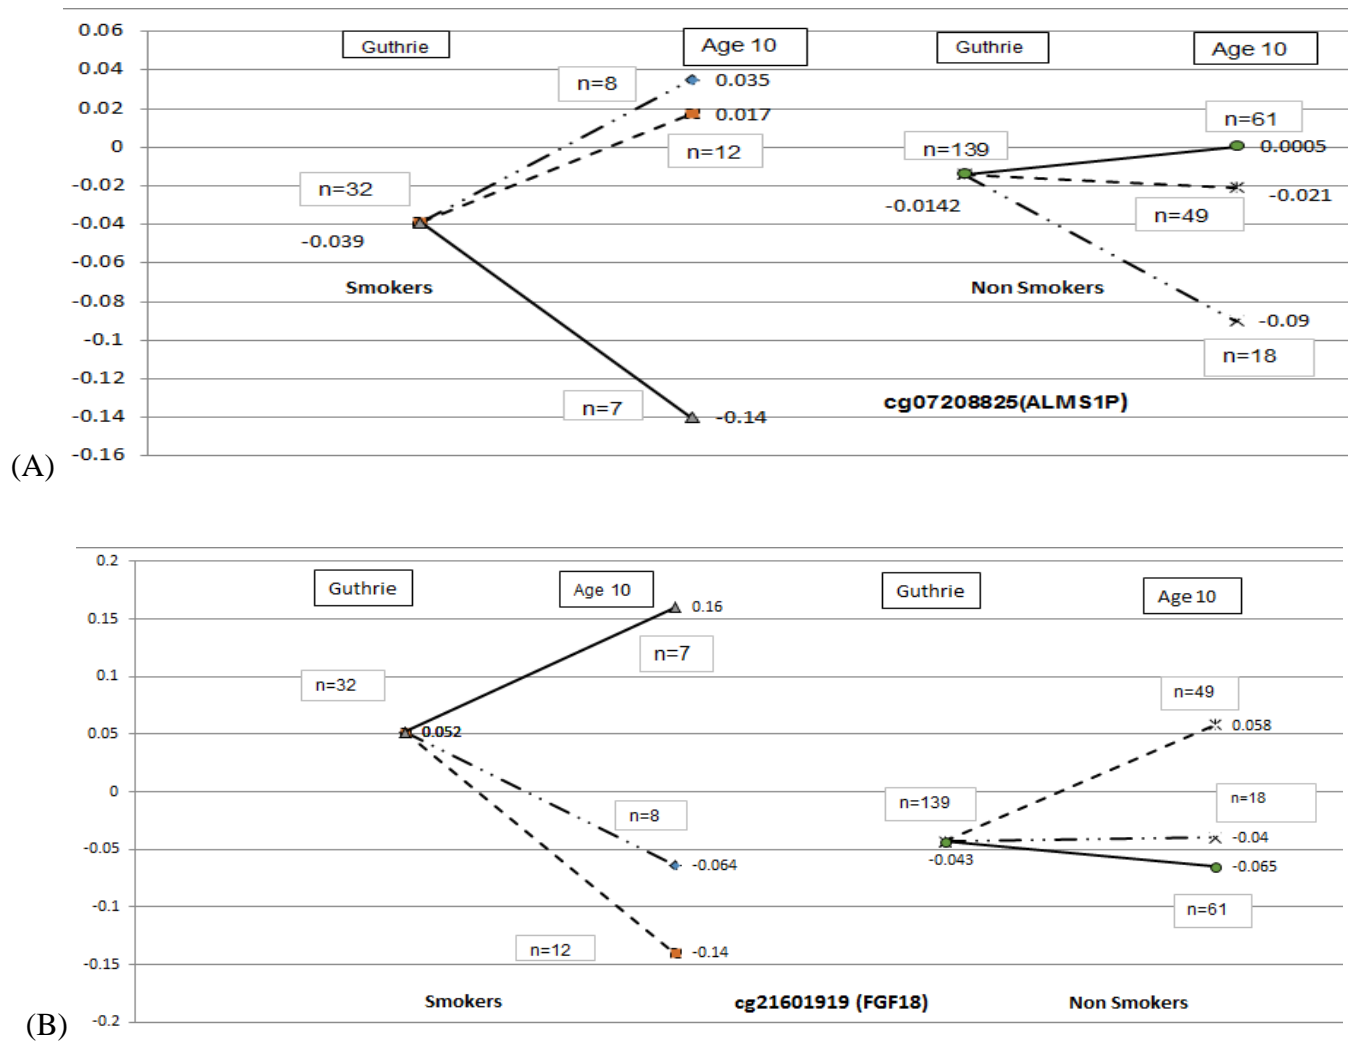 0.06
0.04
0.02
0
-0.02
-0.04
-0.06
-0.08
-0.1
-0.12
-0.14
-0.16
Guthrie
Age 10
Guthrie
Age 10
n=8
0.035
0.017
n=12
n=32
-0.039
Smokers
n=7
-0.14
n=61
n=139
0.0005
-0.0142
-0.021
n=49
Non Smokers
-0.09
n=18
cg07208825(ALMS1P)
(A)
0.2
0.15
0.1
0.05
0
-0.05
-0.1
-0.15
-0.2
Guthrie
Age 10
Guthrie
Age 10
0.16
n=7
n=32
0.052
n=8
-0.064
n=12
-0.14
n=49
0.058
n=139
n=18
-0.04
-0.043
-0.065
n=61
Smokers
cg21601919 (FGF18)
Non Smokers
(B)